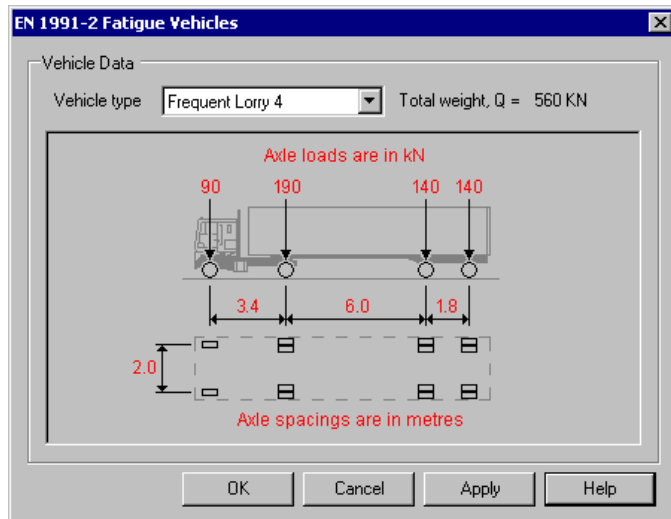 EN 1991-2 Fatigue Vehicles
Vehicle Data
Vehicle type Frequent Lorry 4 Total weight, Q = 560 KN
Axle loads are in kN
90 190 140 140
3.4 6.0 1.8
2.0
Axle spacings are in metres
OK Cancel Apply Help